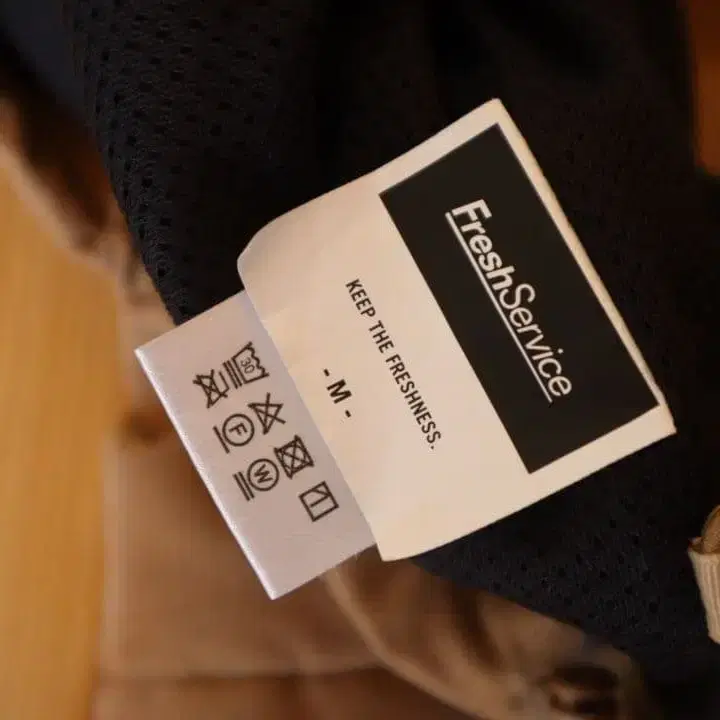 FreshService
KEEP THE FRESHNESS.
- M -
30
F
W